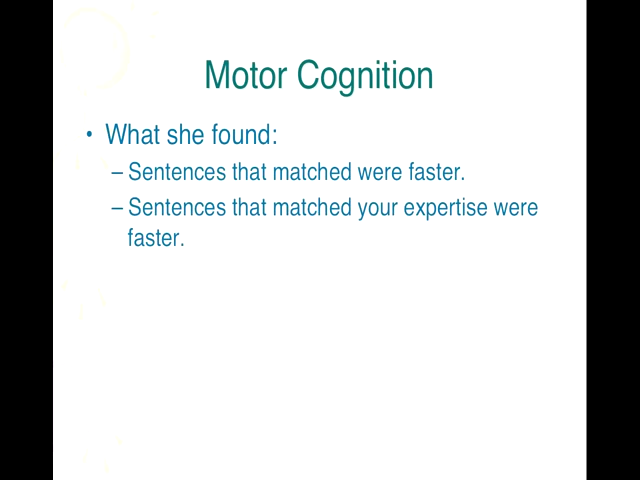 Motor Cognition
• What she found:
– Sentences that matched were faster.
– Sentences that matched your expertise were
faster.